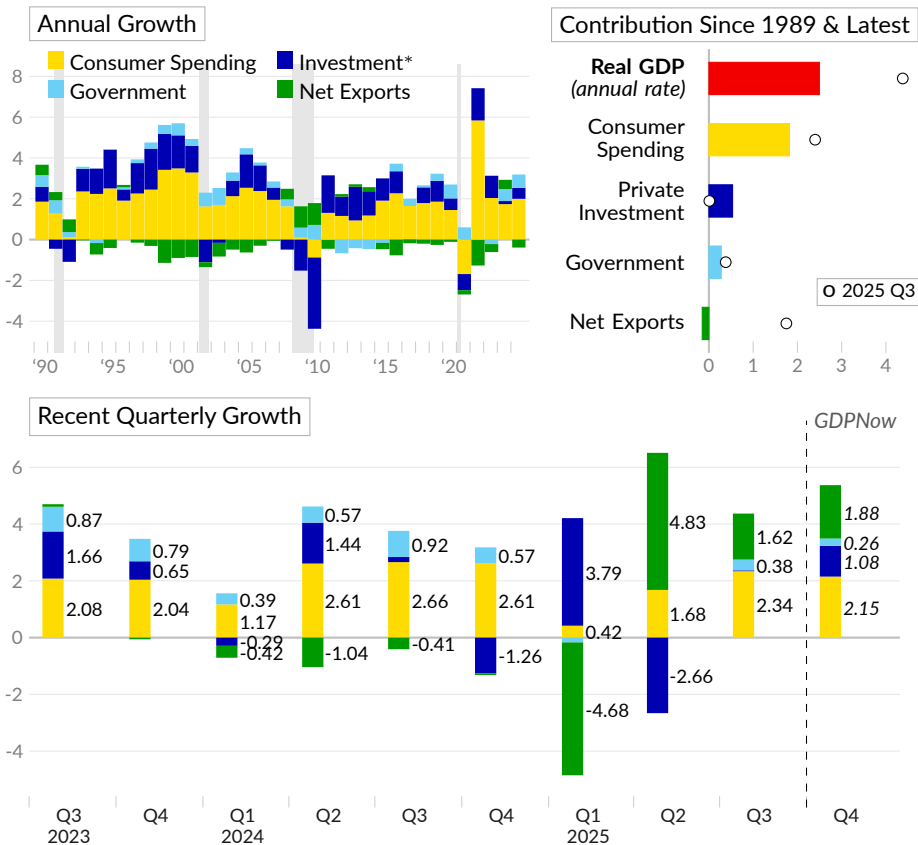 Annual Growth
Consumer Spending
Investment*
Government
Net Exports
8
6
4
2
0
-2
-4
‘90
‘95
‘00
‘05
‘10
‘15
‘20
Contribution Since 1989 & Latest
Real GDP
(annual rate)
Consumer
Spending
Private
Investment
Government
Net Exports
o 2025 Q3
0
1
2
3
4
Recent Quarterly Growth
GDPNow
6
4
2
0
-2
-4
0.87
1.66
2.08
0.79
0.65
2.04
0.39
1.17
-0.29
-0.42
0.57
1.44
2.61
-1.04
0.92
2.66
-0.41
0.57
2.61
-1.26
3.79
0.42
-4.68
4.83
1.68
-2.66
1.62
0.38
2.34
1.88
0.26
1.08
2.15
Q3
2023
Q4
Q1
2024
Q2
Q3
Q4
Q1
2025
Q2
Q3
Q4